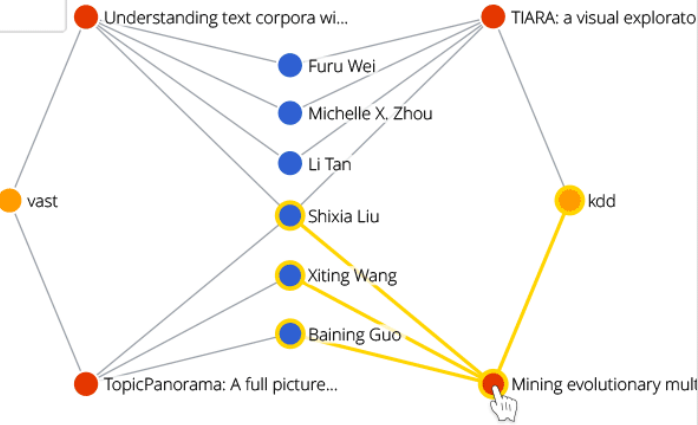 Understanding text corpora wi...
TIARA: a visual explorato
Furu Wei
Michelle X. Zhou
Li Tan
vast
kdd
Shixia Liu
Xiting Wang
Baining Guo
TopicPanorama: A full picture...
Mining evolutionary mult